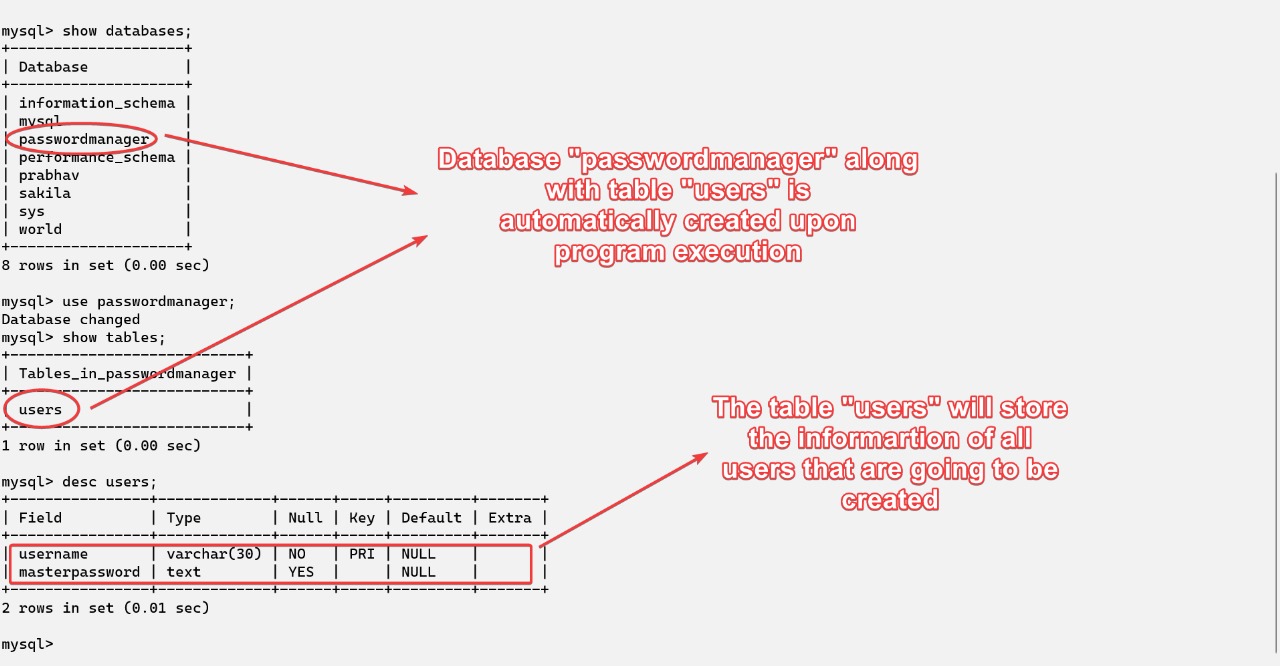 mysql> show databases;
+--------------------+
| Database           |
+--------------------+
| information_schema |
| mysql              |
| passwordmanager    |
| performance_schema |
| prabhav            |
| sakila             |
| sys                |
| world              |
+--------------------+
8 rows in set (0.00 sec)
mysql> use passwordmanager;
Database changed
mysql> show tables;
+---------------------------+
| Tables_in_passwordmanager |
+---------------------------+
| users                     |
+---------------------------+
1 row in set (0.00 sec)
mysql> desc users;
+----------------+-------------+------+-----+---------+-------+
| Field          | Type        | Null | Key | Default | Extra |
+----------------+-------------+------+-----+---------+-------+
| username       | varchar(30) | NO   | PRI | NULL    |       |
| masterpassword | text        | YES  |     | NULL    |       |
+----------------+-------------+------+-----+---------+-------+
2 rows in set (0.01 sec)
mysql>
Database "passwordmanager" along
with table "users" is
automatically created upon
program execution
The table "users" will store
the informartion of all
users that are going to be
created